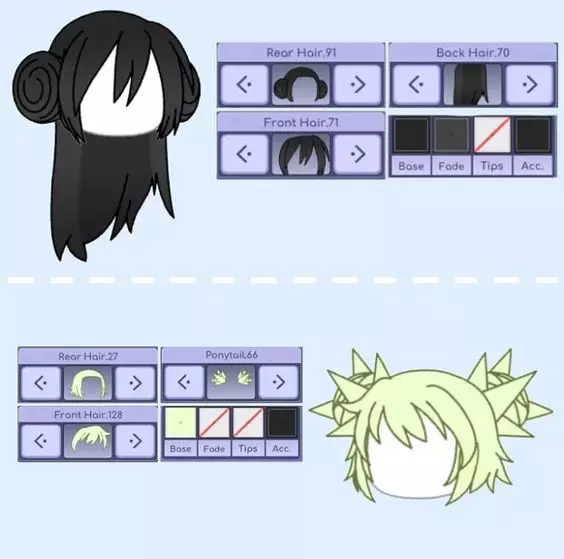 Rear Hair.91
Back Hair.70
Front Hair.71
Base Fade Tips Acc.
Rear Hair.27
Ponytail.66
Front Hair.128
Base Fade Tips Acc.